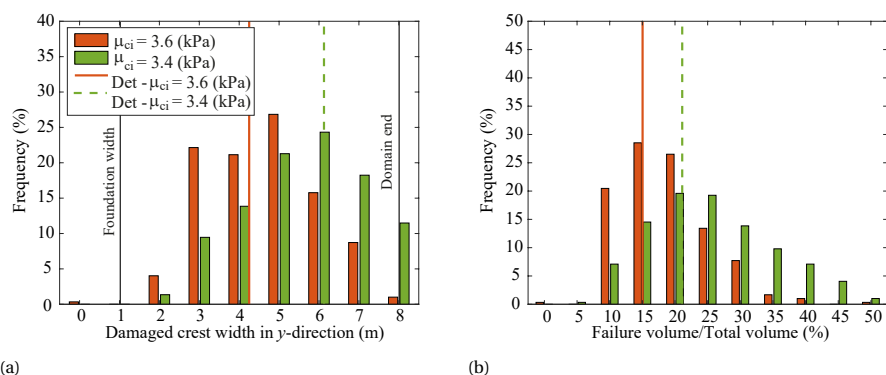 (a)
40
35
30
25
20
15
10
5
0
Frequency (%)
μci = 3.6 (kPa)
μci = 3.4 (kPa)
Det - μci = 3.6 (kPa)
Det - μci = 3.4 (kPa)
Foundation width
Domain end
0 1 2 3 4 5 6 7 8
Damaged crest width in y-direction (m)
(b)
50
45
40
35
30
25
20
15
10
5
0
Frequency (%)
0 5 10 15 20 25 30 35 40 45 50
Failure volume/Total volume (%)
(a)
(b)